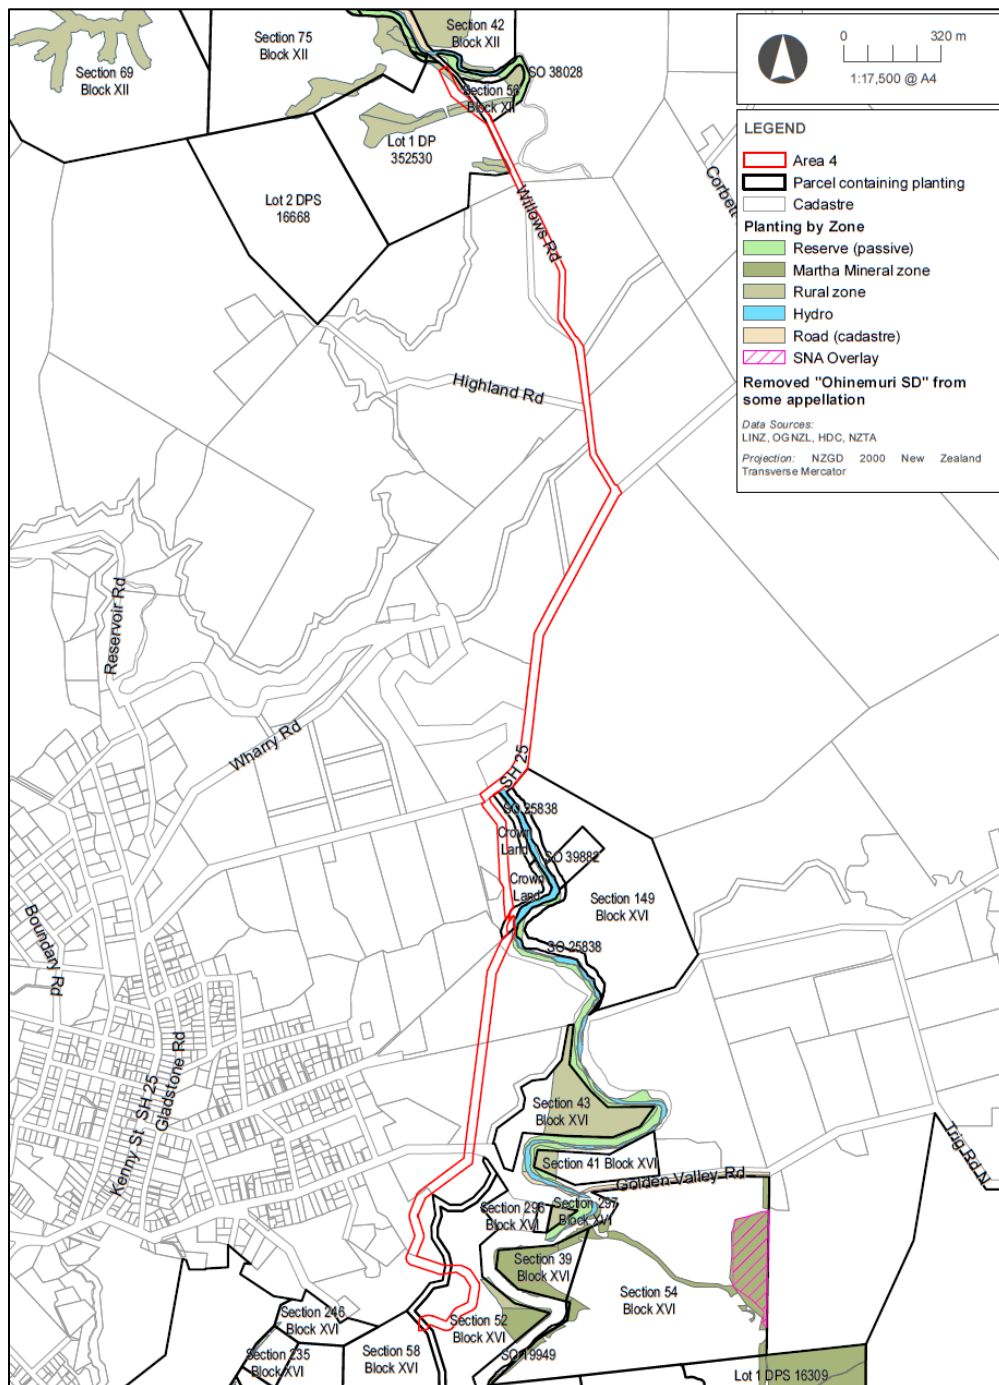 Section 42
Block XII
Section 75
Block XII
Section 69
Block XII
SO 38028
Section 56
Block XII
Lot 1 DP
352530
Lot 2 DPS
16668
Willows Rd
Highland Rd
Reservoir Rd
Wharry Rd
SH 25
SO 25838
Crown
Land
SO 39882
Crown
Land
Section 149
Block XVI
SO 25838
Boundary Rd
Gladstone Rd
Kenny St SH 25
Section 43
Block XVI
Section 41 Block XVI
Golden Valley Rd
Trig Rd N
Section 296
Block XVI
Section 297
Block XVI
Section 39
Block XVI
Section 54
Block XVI
Section 52
Block XVI
Section 246
Block XVI
Section 235
Block XVI
Section 58
Block XVI
SO 19949
Lot 1 DPS 16309
0 320 m
1:17,500 @ A4
LEGEND
Area 4
Parcel containing planting
Cadastre
Planting by Zone
Reserve (passive)
Martha Mineral zone
Rural zone
Hydro
Road (cadastre)
SNA Overlay
Removed "Ohinemuri SD" from
some appellation
Data Sources:
LINZ, OGNZL, HDC, NZTA
Projection: NZGD 2000 New Zealand
Transverse Mercator